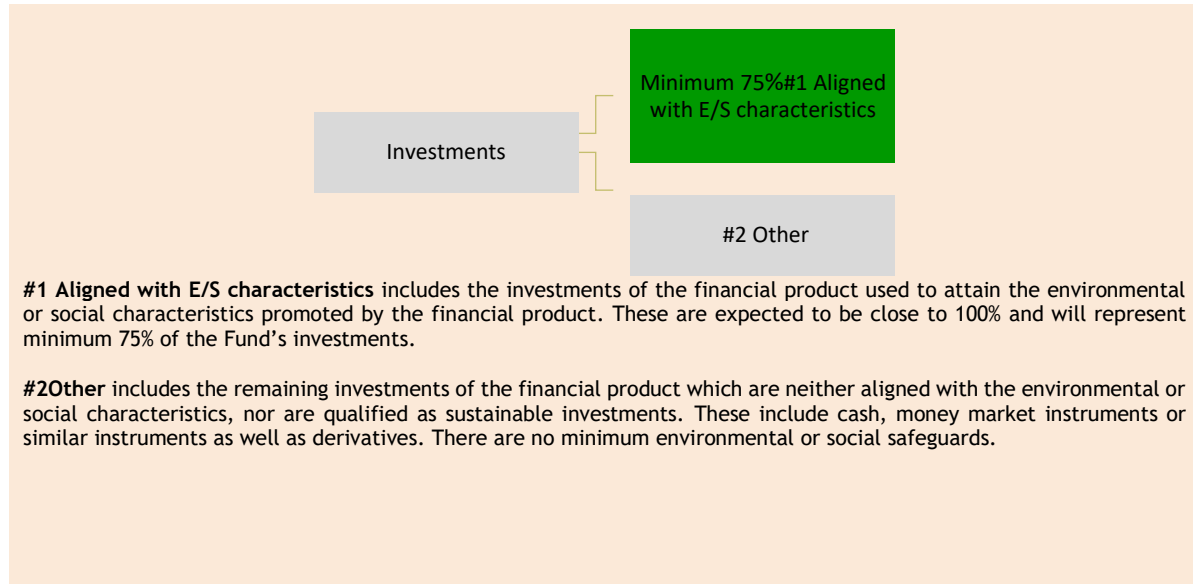 Minimum 75%#1 Aligned
with E/S characteristics
Investments
#2 Other
#1 Aligned with E/S characteristics includes the investments of the financial product used to attain the environmental
or social characteristics promoted by the financial product. These are expected to be close to 100% and will represent
minimum 75% of the Fund’s investments.
#2Other includes the remaining investments of the financial product which are neither aligned with the environmental or
social characteristics, nor are qualified as sustainable investments. These include cash, money market instruments or
similar instruments as well as derivatives. There are no minimum environmental or social safeguards.